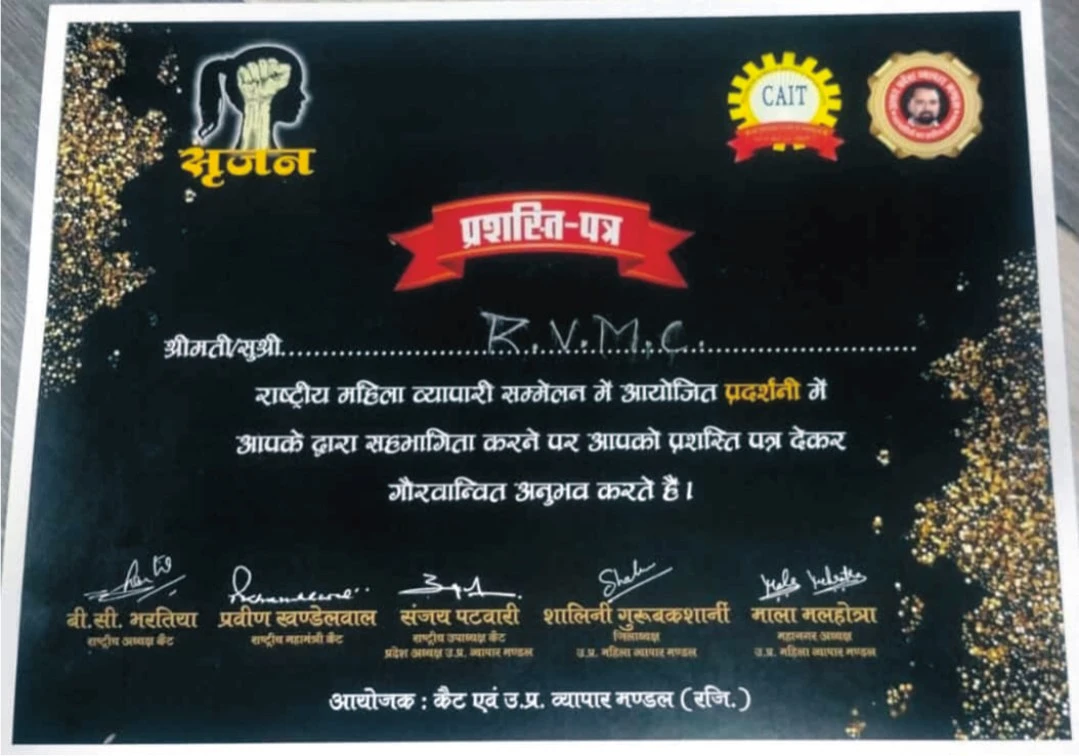 सृजन
CAIT
प्रशस्ति-पत्र
श्रीमती/सुश्री.....R.V.M.C.....
राष्ट्रीय महिला व्यापारी सम्मेलन में आयोजित प्रदर्शनी में
आपके द्वारा सहभागिता करने पर आपको प्रशस्ति पत्र देकर
गौरवान्वित अनुभव करते हैं।
बी.सी. भरतिया प्रवीण खण्डेलवाल संजय पटवारी शालिनी गुरूबकशानी माला मलहोत्रा
राष्ट्रीय अध्यक्ष कैट राष्ट्रीय महामंत्री कैट राष्ट्रीय उपाध्यक्ष कैट जिलाध्यक्ष महानगर अध्यक्ष
प्रदेश अध्यक्ष उ.प्र. व्यापार मण्डल उ.प्र. महिला व्यापार मण्डल उ.प्र. महिला व्यापार मण्डल
आयोजक : कैट एवं उ.प्र. व्यापार मण्डल (रजि.)